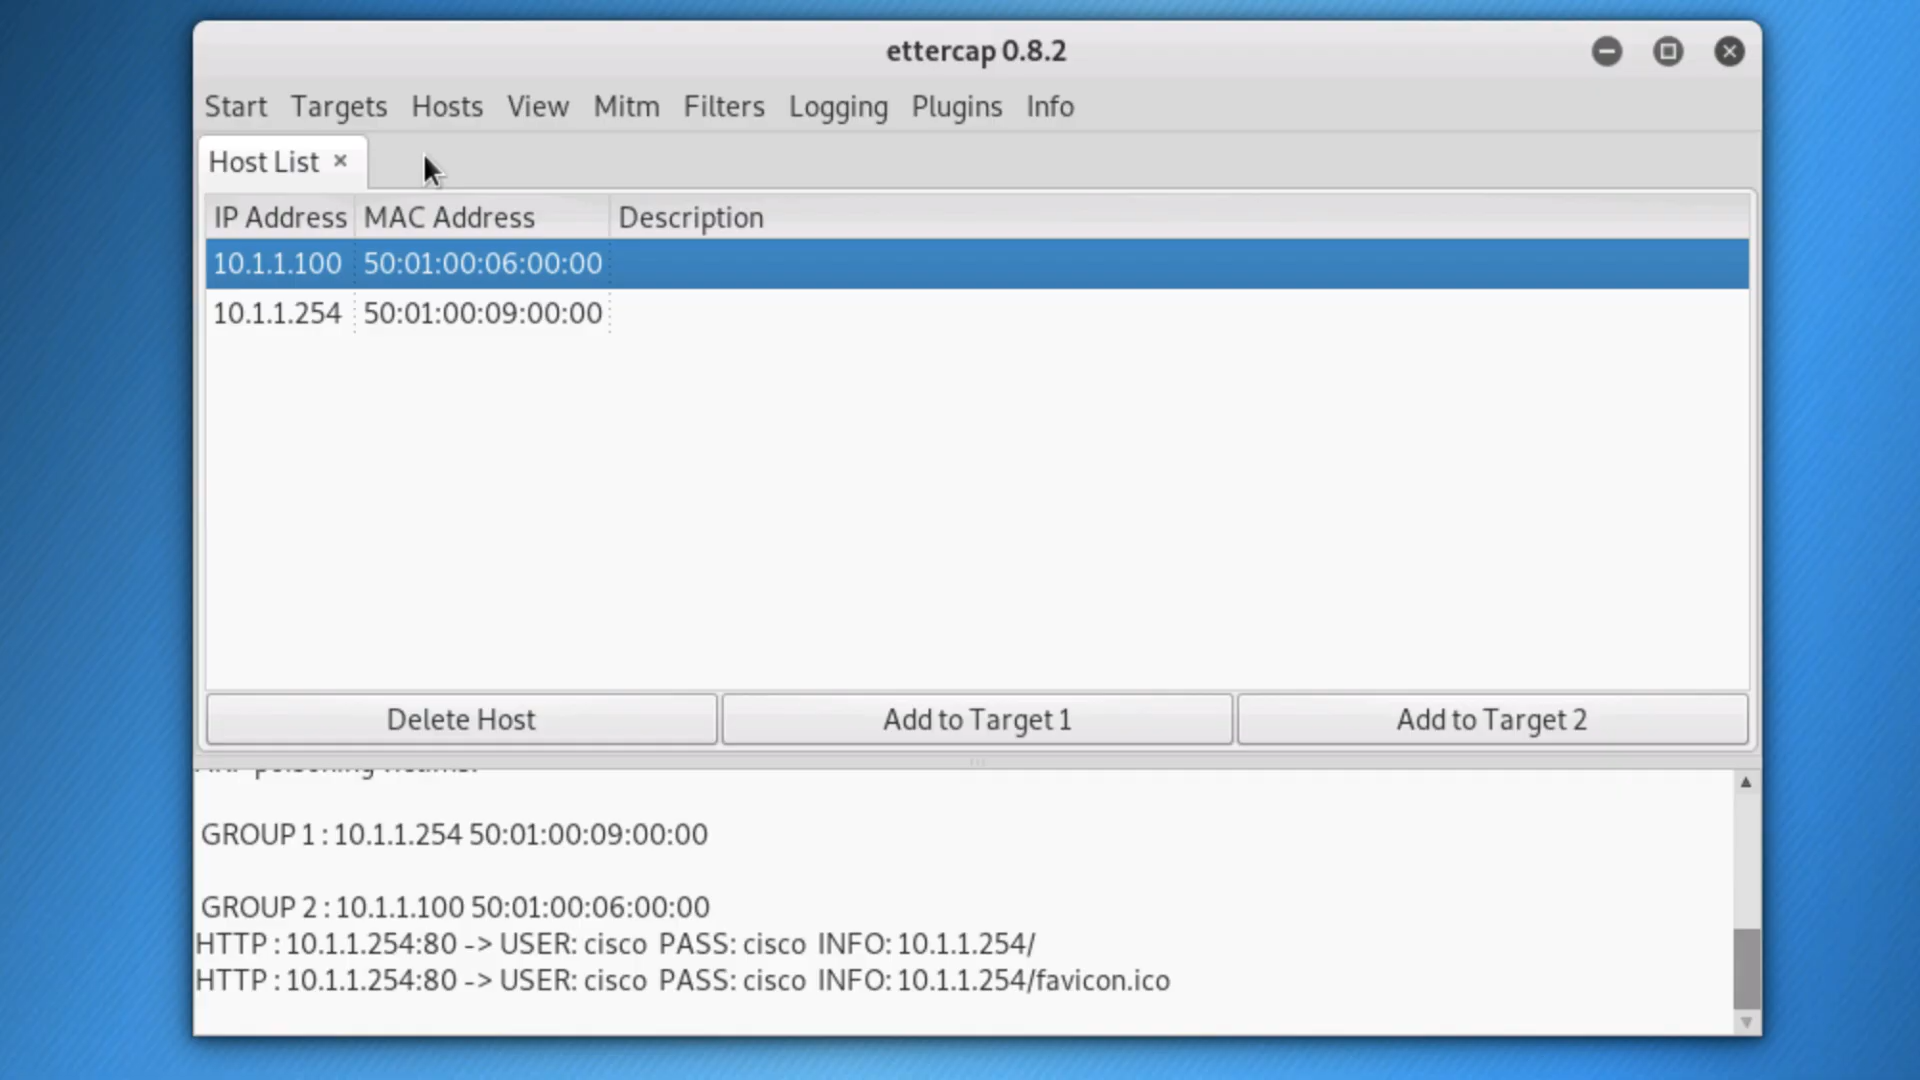 ettercap 0.8.2
Start Targets Hosts View Mitm Filters Logging Plugins Info
Host List ×
IP Address MAC Address Description
10.1.1.100 50:01:00:06:00:00
10.1.1.254 50:01:00:09:00:00
Delete Host Add to Target 1 Add to Target 2
GROUP 1 : 10.1.1.254 50:01:00:09:00:00
GROUP 2 : 10.1.1.100 50:01:00:06:00:00
HTTP : 10.1.1.254:80 -> USER: cisco PASS: cisco INFO: 10.1.1.254/
HTTP : 10.1.1.254:80 -> USER: cisco PASS: cisco INFO: 10.1.1.254/favicon.ico